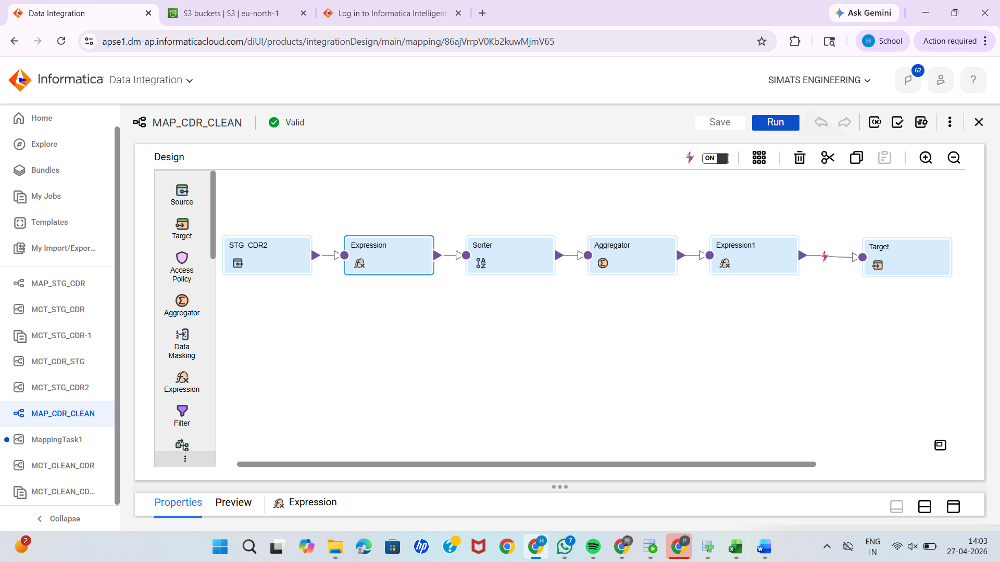 Data Integration
S3 buckets | S3 | eu-north-1
Log in to Informatica Intelligent
Ask Gemini
apse1.dm-ap.informaticacloud.com/diUI/products/integrationDesign/main/mapping/86ajVrrpV0Kb2kuwMjmV65
H
School
Action required
Informatica
Data Integration
SIMATS ENGINEERING
62
?
Home
Explore
Bundles
My Jobs
Templates
My Import/Expor...
MAP_STG_CDR
MCT_STG_CDR
MCT_STG_CDR-1
MCT_CDR_STG
MCT_STG_CDR2
MAP_CDR_CLEAN
MappingTask1
MCT_CLEAN_CDR
MCT_CLEAN_CD...
Collapse
MAP_CDR_CLEAN
Valid
Save
Run
Design
ON
Source
Target
Access
Policy
Aggregator
Data
Masking
Expression
Filter
STG_CDR2
Expression
Sorter
Aggregator
Expression1
Target
Properties
Preview
Expression
2
H
7
P
ENG
IN
14:03
27-04-2026